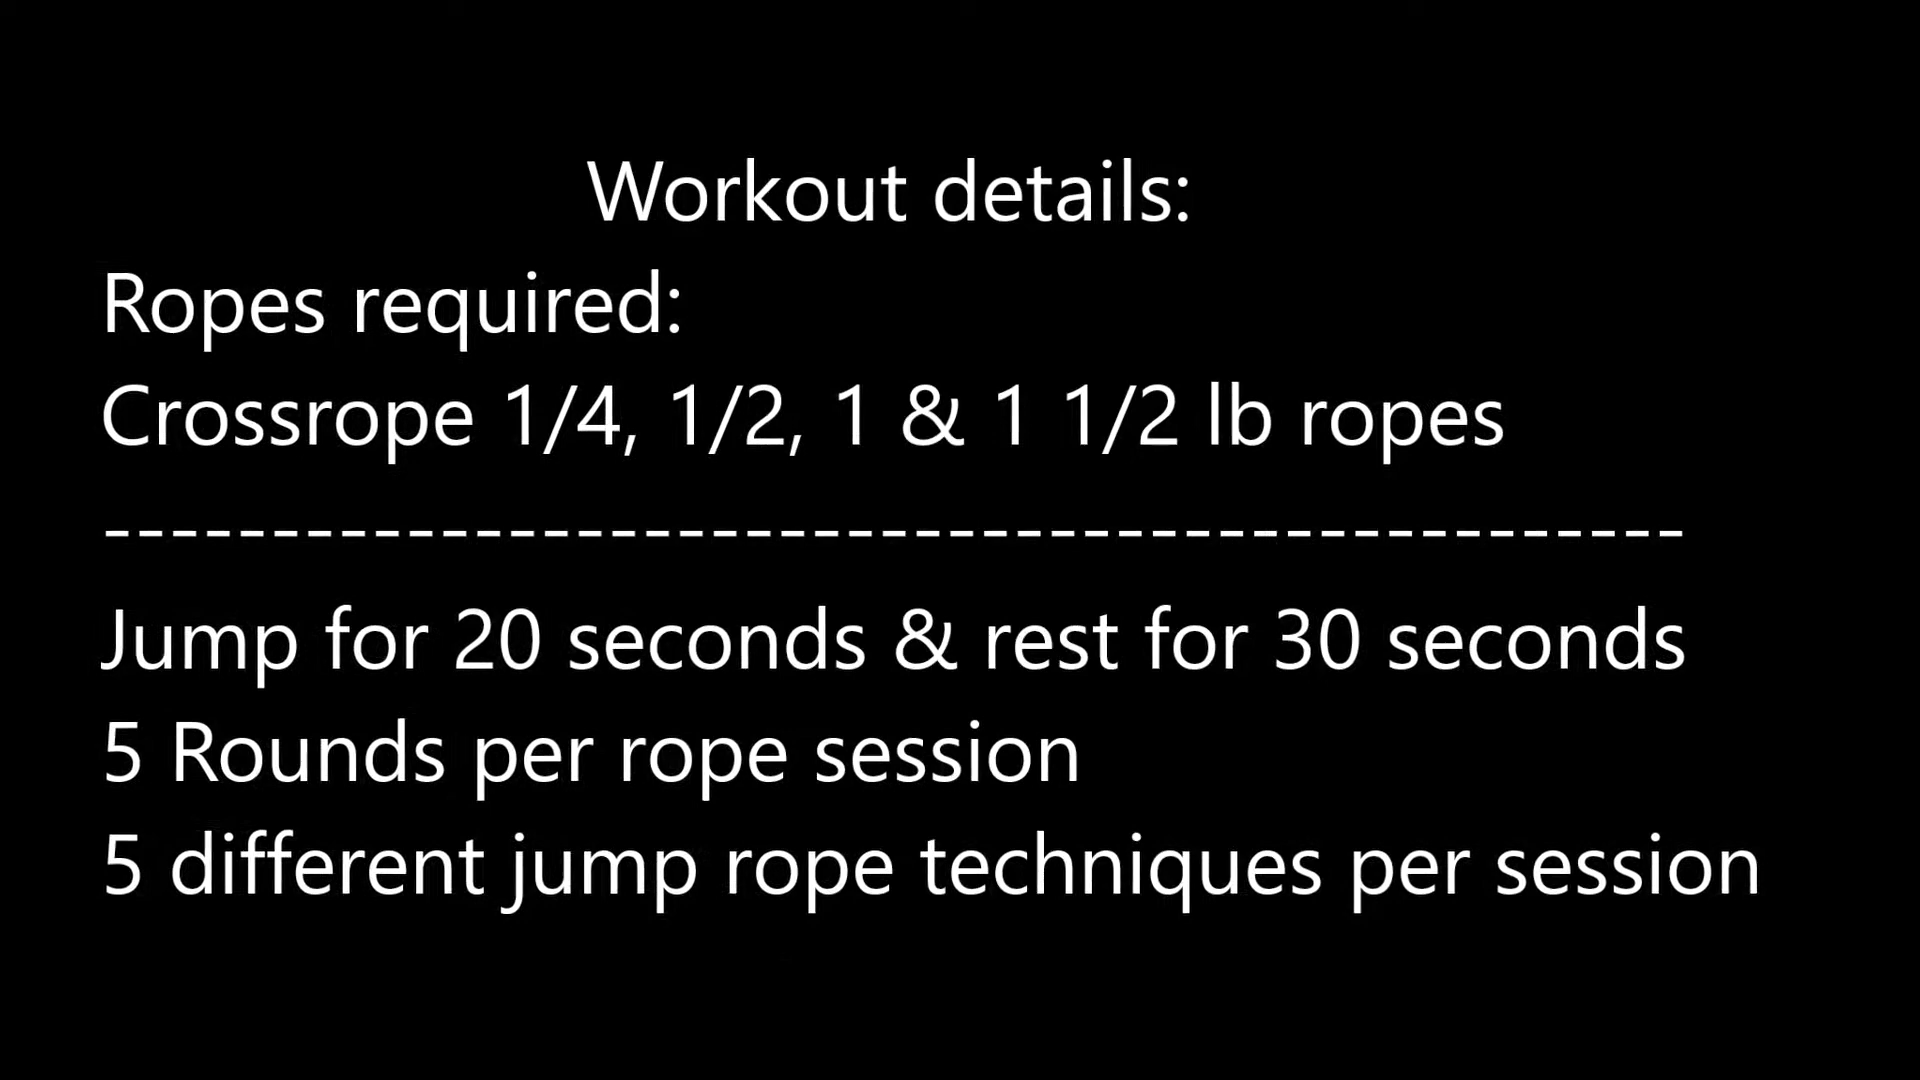 Workout details:
Ropes required:
Crossrope 1/4, 1/2, 1 & 1 1/2 lb ropes
-----------------------------------------------
Jump for 20 seconds & rest for 30 seconds
5 Rounds per rope session
5 different jump rope techniques per session